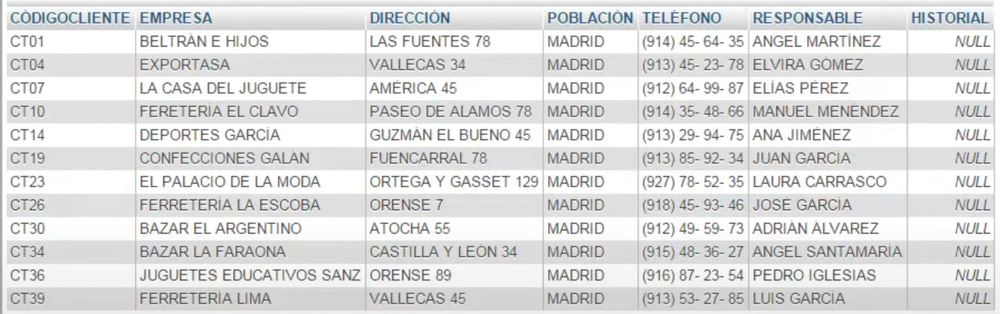 CÓDIGOCLIENTE EMPRESA DIRECCIÓN POBLACIÓN TELÉFONO RESPONSABLE HISTORIAL
CT01 BELTRÁN E HIJOS LAS FUENTES 78 MADRID (914) 45- 64- 35 ANGEL MARTÍNEZ NULL
CT04 EXPORTASA VALLECAS 34 MADRID (913) 45- 23- 78 ELVIRA GÓMEZ NULL
CT07 LA CASA DEL JUGUETE AMÉRICA 45 MADRID (912) 64- 99- 87 ELÍAS PÉREZ NULL
CT10 FERETERÍA EL CLAVO PASEO DE ÁLAMOS 78 MADRID (914) 35- 48- 66 MANUEL MENÉNDEZ NULL
CT14 DEPORTES GARCÍA GUZMÁN EL BUENO 45 MADRID (913) 29- 94- 75 ANA JIMÉNEZ NULL
CT19 CONFECCIONES GALÁN FUENCARRAL 78 MADRID (913) 85- 92- 34 JUAN GARCÍA NULL
CT23 EL PALACIO DE LA MODA ORTEGA Y GASSET 129 MADRID (927) 78- 52- 35 LAURA CARRASCO NULL
CT26 FERRETERÍA LA ESCOBA ORENSE 7 MADRID (918) 45- 93- 46 JOSÉ GARCÍA NULL
CT30 BAZAR EL ARGENTINO ATOCHA 55 MADRID (912) 49- 59- 73 ADRIÁN ÁLVAREZ NULL
CT34 BAZAR LA FARAONA CASTILLA Y LEÓN 34 MADRID (915) 48- 36- 27 ANGEL SANTAMARÍA NULL
CT36 JUGUETES EDUCATIVOS SANZ ORENSE 89 MADRID (916) 87- 23- 54 PEDRO IGLESIAS NULL
CT39 FERRETERÍA LIMA VALLECAS 45 MADRID (913) 53- 27- 85 LUIS GARCÍA NULL